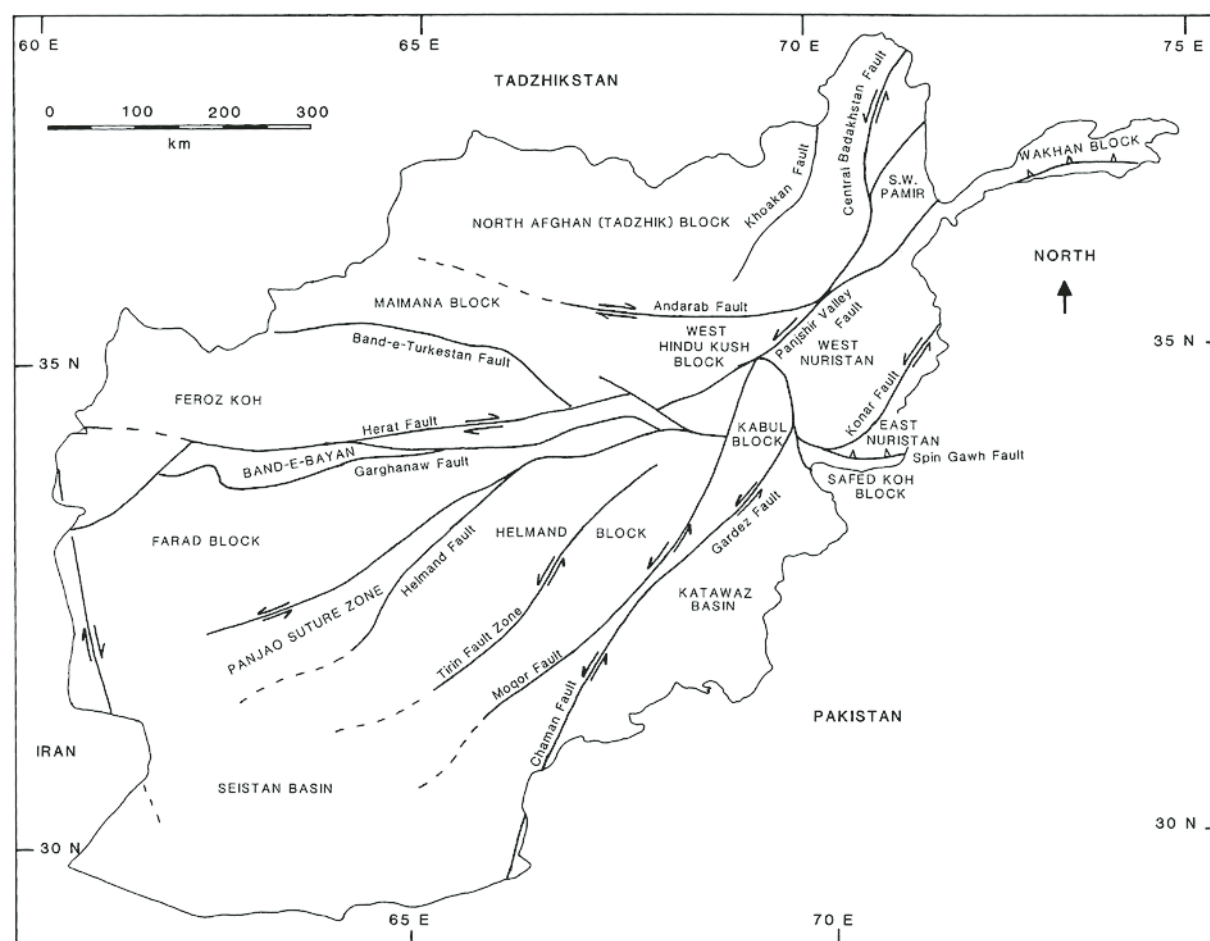 60 E
65 E
70 E
75 E
TADZHIKSTAN
0 100 200 300
km
Central Badakhstan Fault
WAKHAN BLOCK
Khoakan Fault
S.W.
PAMIR
NORTH AFGHAN (TADZHIK) BLOCK
NORTH
MAIMANA BLOCK
Andarab Fault
Panjshir Valley
Fault
WEST
HINDU KUSH
BLOCK
WEST
NURISTAN
35 N
35 N
Band-e-Turkestan Fault
FEROZ KOH
Konar Fault
Herat Fault
KABUL
BLOCK
EAST
NURISTAN
BAND-E-BAYAN
Garghanaw Fault
Spin Gawh Fault
SAFED KOH
BLOCK
FARAD BLOCK
HELMAND BLOCK
Gardez Fault
Helmand Fault
KATAWAZ
BASIN
PANJAO SUTURE ZONE
Tirin Fault Zone
Moqor Fault
Chaman Fault
PAKISTAN
IRAN
SEISTAN BASIN
30 N
30 N
65 E
70 E